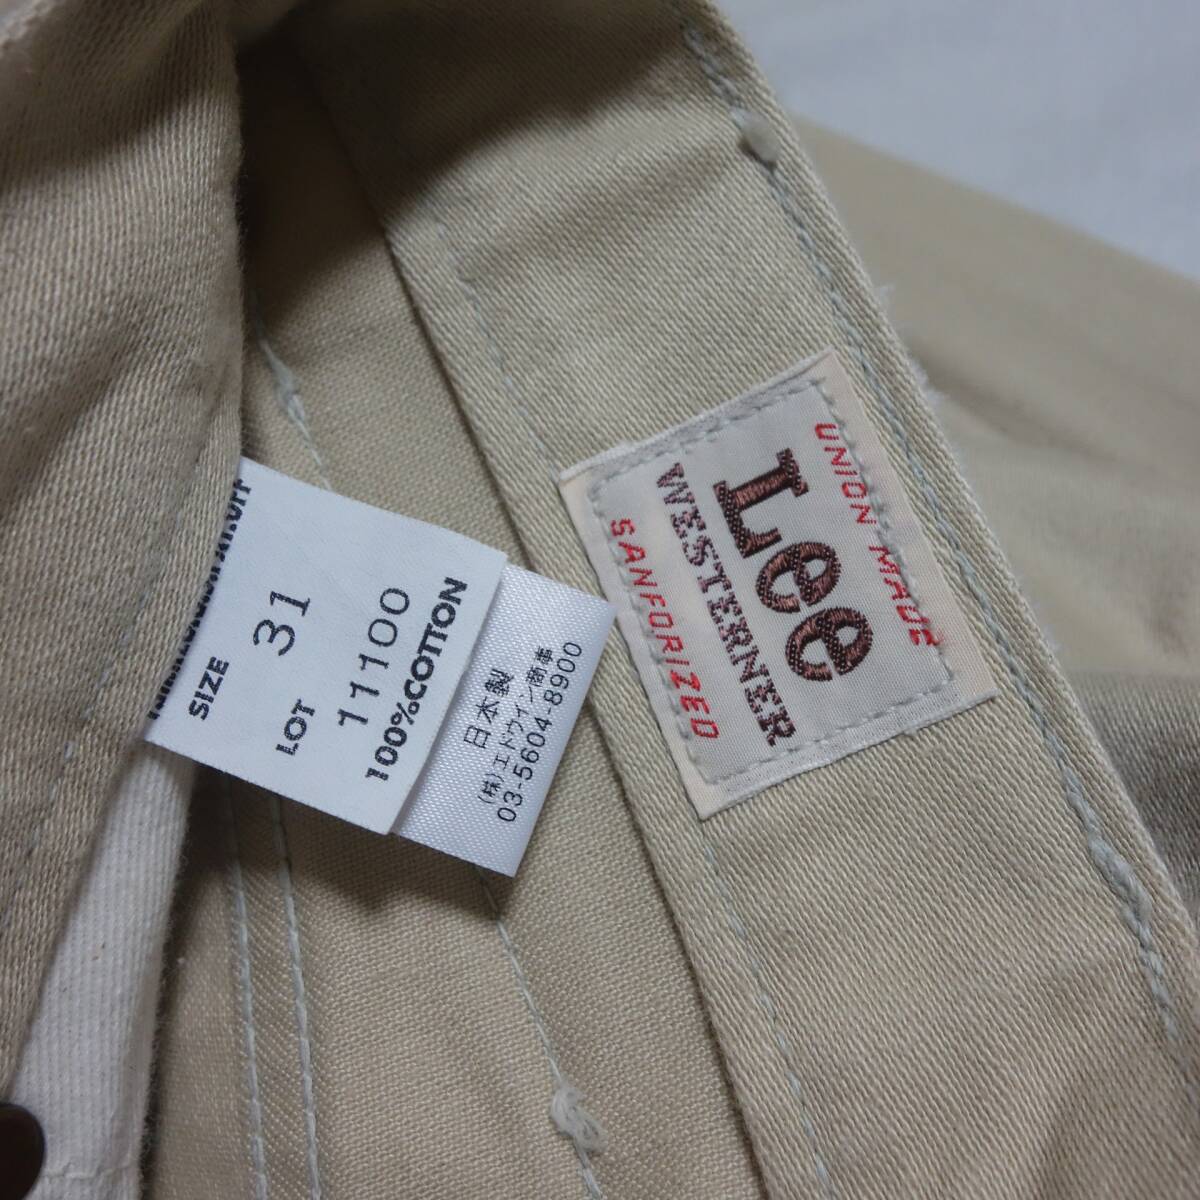 UNION MADE
Lee
WESTERNER
SANFORIZED
SIZE
31
LOT
11100
100%COTTON
日本製
(株)エドウイン商事
03-5604-8900